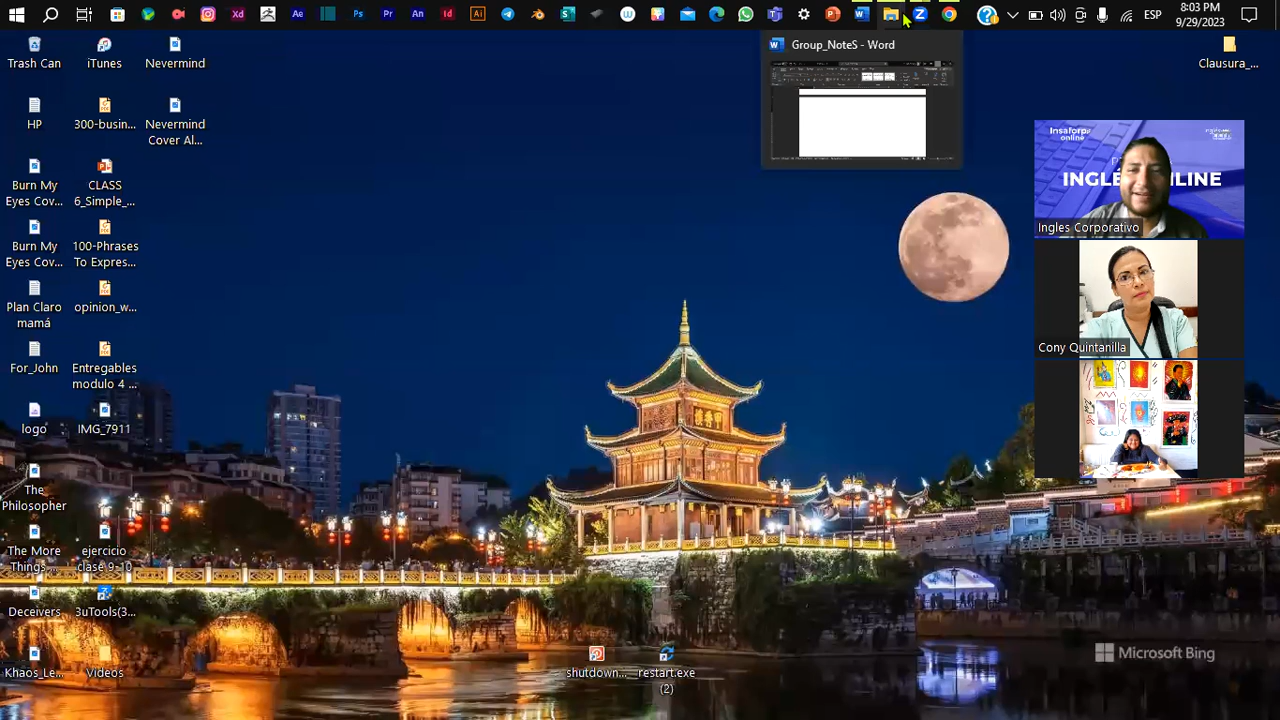 ESP
8:03 PM
9/29/2023
Group_NoteS - Word
Trash Can
iTunes
Nevermind
Clausura_...
HP
300-busin...
Nevermind
Cover Al...
Burn My
Eyes Cov...
CLASS
6_Simple_...
Burn My
Eyes Cov...
100-Phrases
To Expres...
Plan Claro
mamá
opinion_w...
For_John
Entregables
modulo 4 ...
logo
IMG_7911
The
Philosopher
The More
Things ...
ejercicio
clase 9-10
Deceivers
3uTools(3...
Khaos_Le...
Videos
shutdown...
restart.exe
(2)
Insaforp
online
Ingles Corporativo
Cony Quintanilla
Microsoft Bing